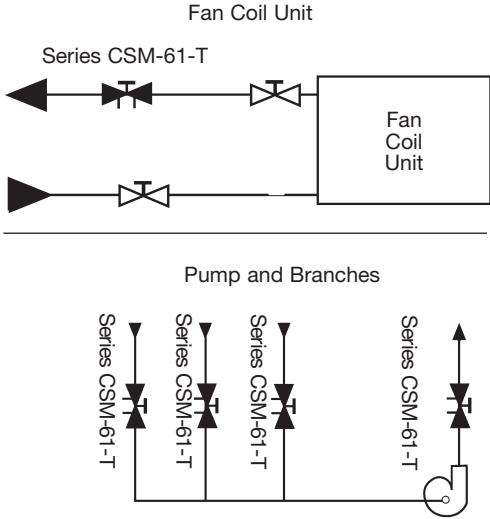 Fan Coil Unit
Series CSM-61-T
Fan
Coil
Unit
Pump and Branches
Series CSM-61-T
Series CSM-61-T
Series CSM-61-T
Series CSM-61-T